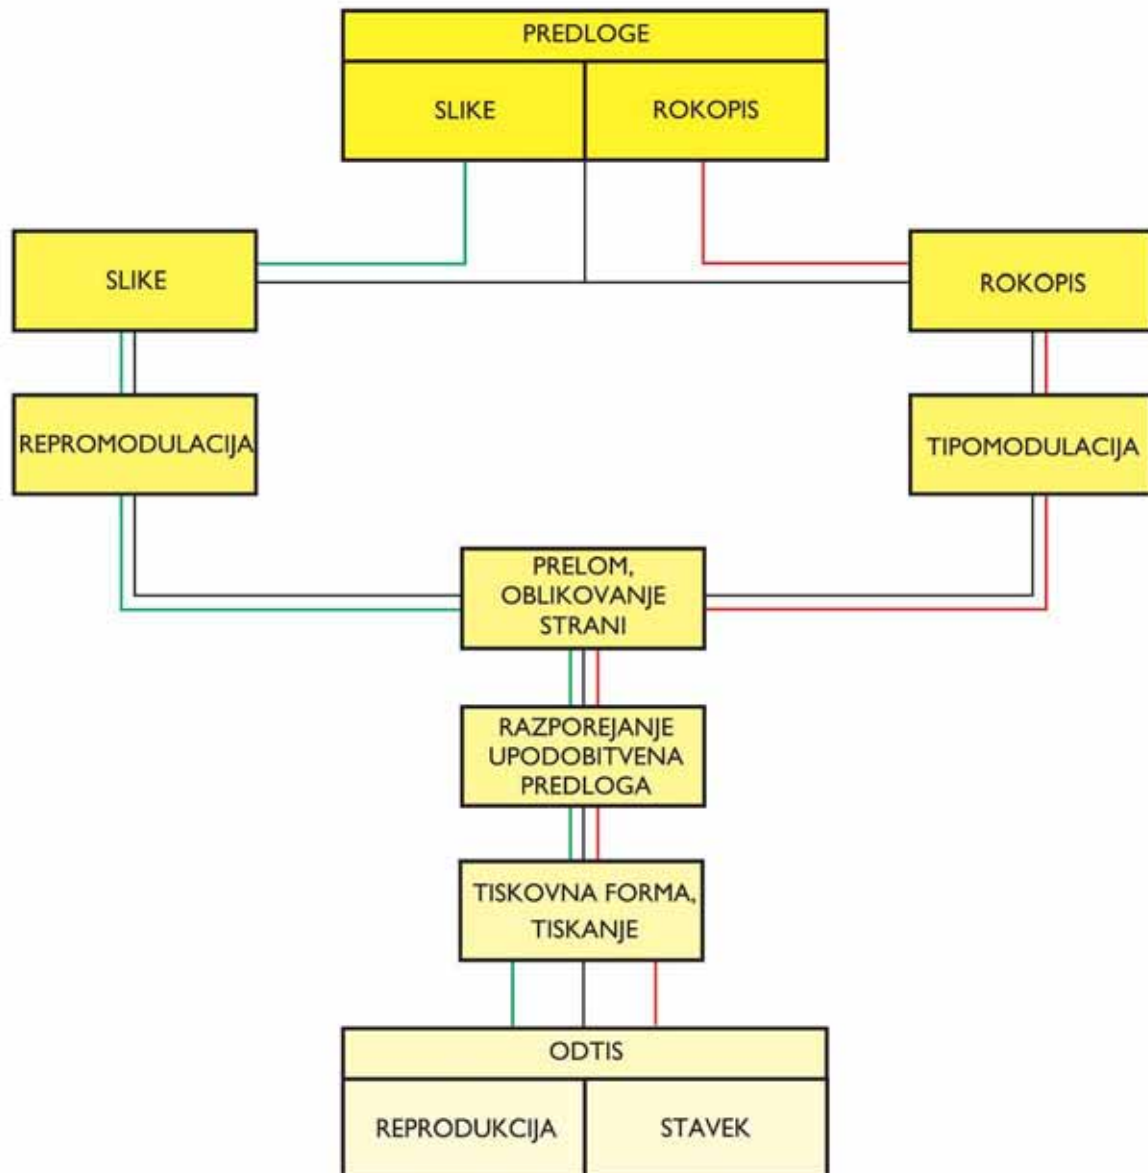 PREDLOGE
SLIKE
ROKOPIS
SLIKE
ROKOPIS
REPROMODULACIJA
TIPOMODULACIJA
PRELOM,
OBLIKOVANJE
STRANI
RAZPOREJANJE
UPODOBITVENA
PREDLOGA
TISKOVNA FORMA,
TISKANJE
ODTIS
REPRODUKCIJA
STAVEK